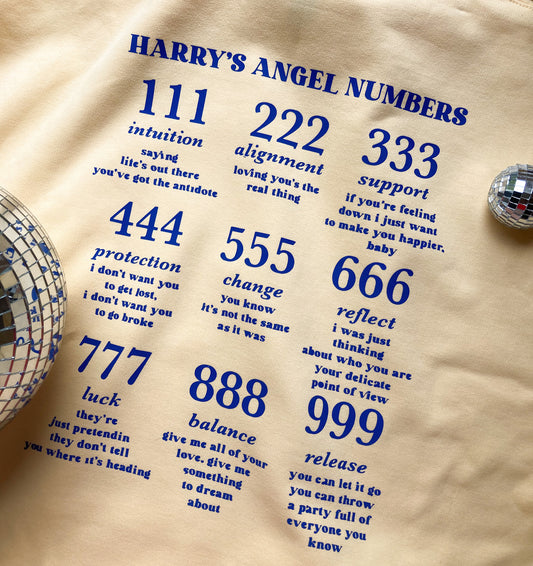 HARRY'S ANGEL NUMBERS
111
intuition
saying
life's out there
you've got the antidote
222
alignment
loving you's the
real thing
333
support
if you're feeling
down i just want
to make you happier,
baby
444
protection
i don't want you
to get lost,
i don't want you
to go broke
555
change
you know
it's not the same
as it was
666
reflect
i was just
thinking
about who you are
your delicate
point of view
777
luck
they're
just pretendin
they don't tell
you where it's heading
888
balance
give me all of your
love, give me
something
to dream
about
999
release
you can let it go
you can throw
a party full of
everyone you
know